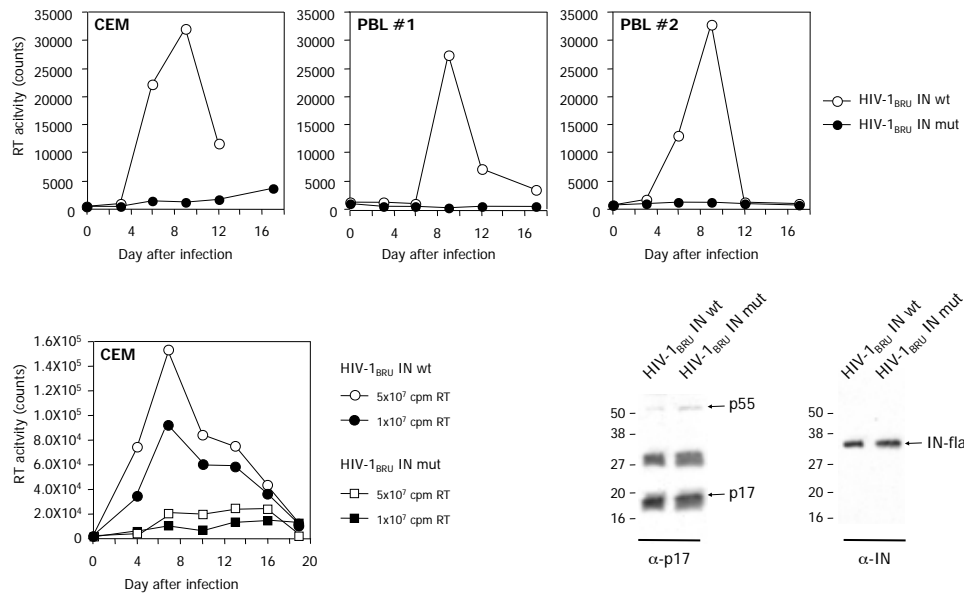 CEM
PBL #1
PBL #2
RT acitvity (counts)
35000
30000
25000
20000
15000
10000
5000
0
0 4 8 12 16
Day after infection
35000
30000
25000
20000
15000
10000
5000
0
0 4 8 12 16
Day after infection
35000
30000
25000
20000
15000
10000
5000
0
0 4 8 12 16
Day after infection
HIV-1BRU IN wt
HIV-1BRU IN mut
CEM
RT acitvity (counts)
1.6X10⁵
1.4X10⁵
1.2X10⁵
1.0X10⁵
8.0X10⁴
6.0X10⁴
4.0X10⁴
2.0X10⁴
0
0 4 8 12 16 20
Day after infection
HIV-1BRU IN wt
5x10⁷ cpm RT
1x10⁷ cpm RT
HIV-1BRU IN mut
5x10⁷ cpm RT
1x10⁷ cpm RT
HIV-1BRU IN wt
HIV-1BRU IN mut
50
38
27
20
16
p55
p17
α-p17
HIV-1BRU IN wt
HIV-1BRU IN mut
50
38
27
20
16
IN-fla
α-IN